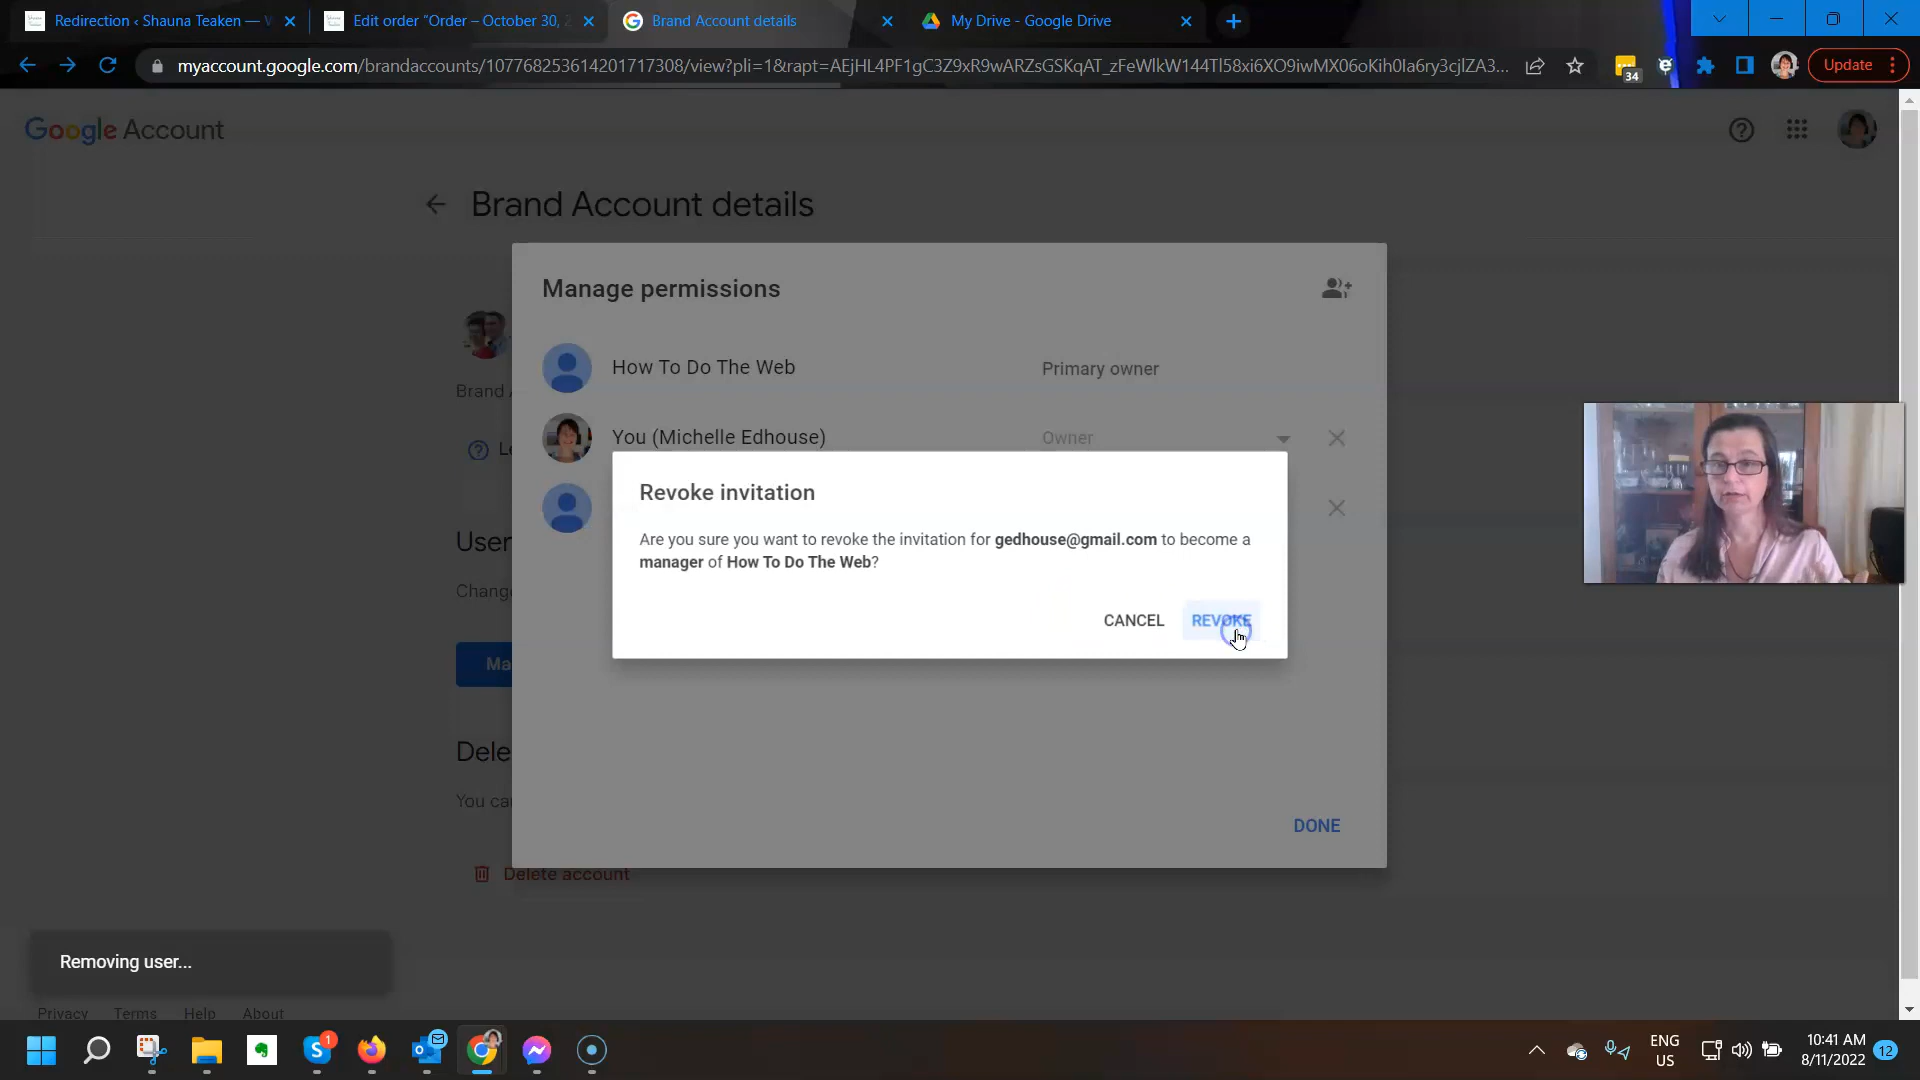 Redirection ‹ Shauna Teaken — W
Edit order "Order – October 30, 2
Brand Account details
My Drive - Google Drive
myaccount.google.com/brandaccounts/107768253614201717308/view?pli=1&rapt=AEjHL4PF1gC3Z9xR9wARZsGSKqAT_zFeWlkW144Tl58xi6XO9iwMX06oKih0Ia6ry3cjlZA3...
34
Update
Google Account
Brand Account details
Manage permissions
How To Do The Web
Primary owner
Brand A
You (Michelle Edhouse)
Owner
Le
Revoke invitation
Are you sure you want to revoke the invitation for gedhouse@gmail.com to become a
manager of How To Do The Web?
CANCEL
REVOKE
User
Change
Ma
Dele
You ca
DONE
Delete account
Removing user...
Privacy
Terms
Help
About
1
ENG
US
10:41 AM
8/11/2022
12